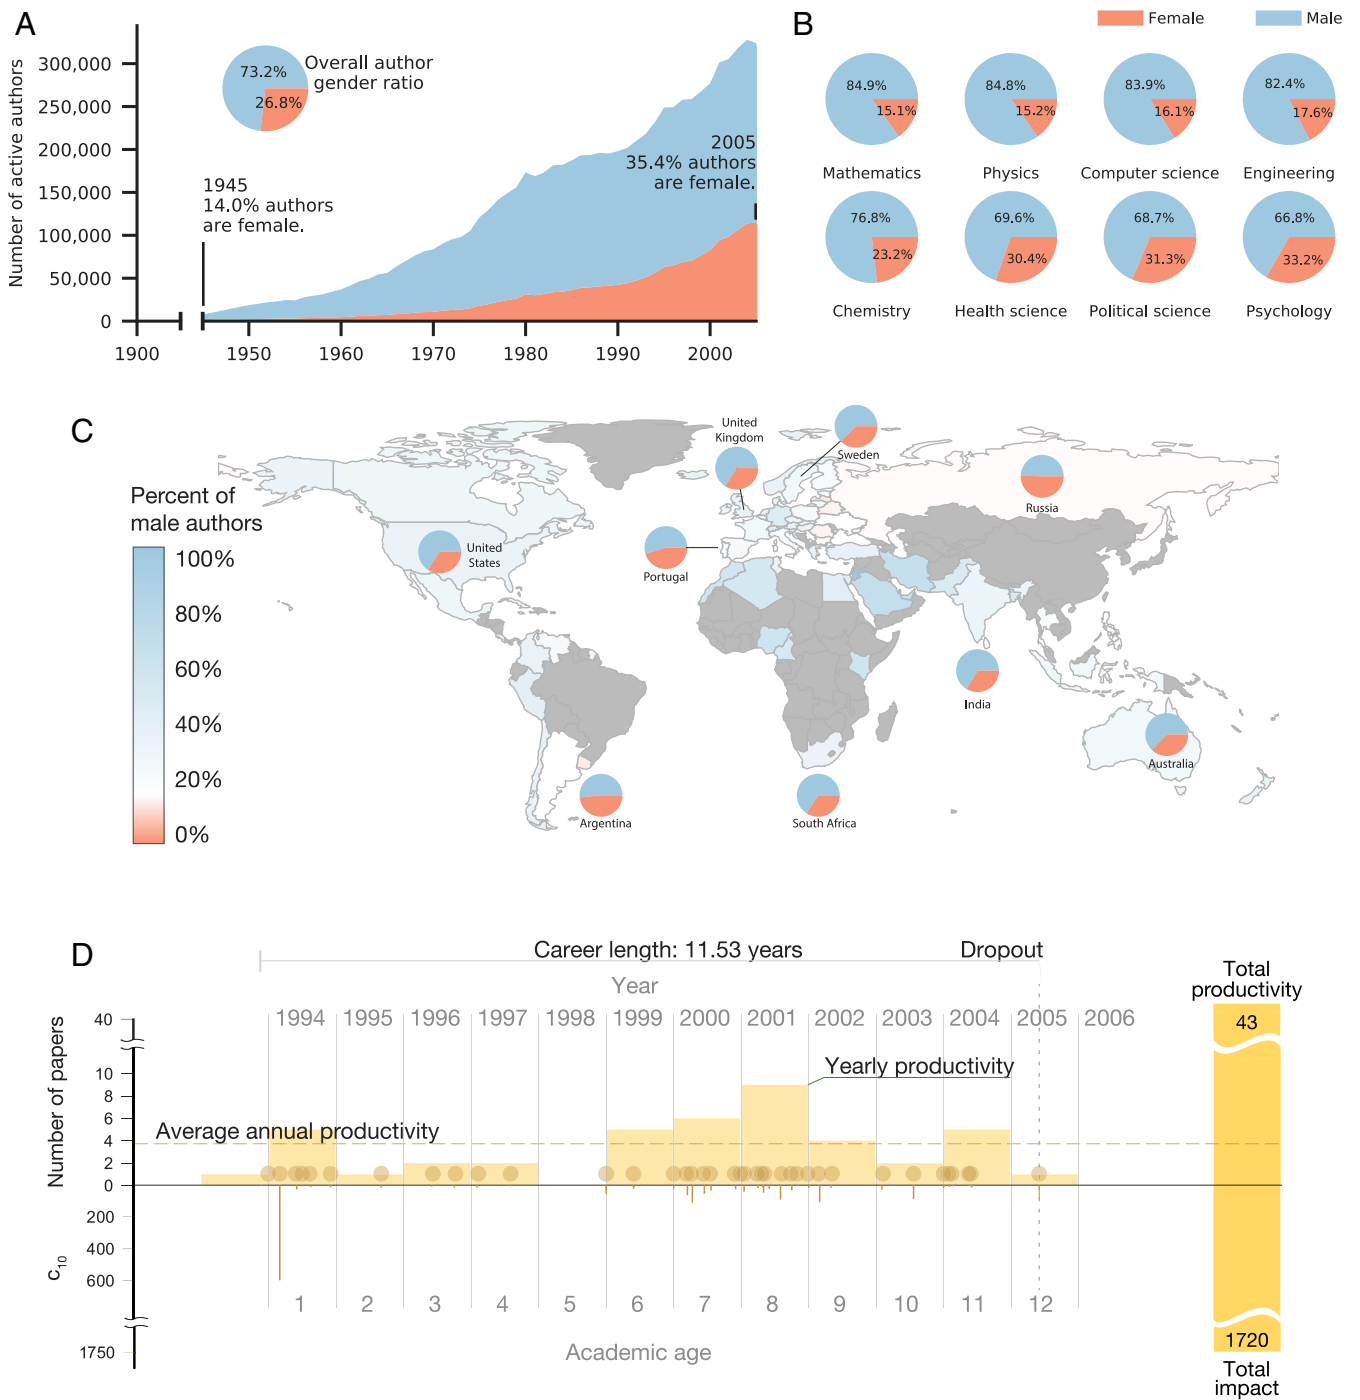 A
Number of active authors
300,000
250,000
200,000
150,000
100,000
50,000
0
73.2%
26.8%
Overall author
gender ratio
1945
14.0% authors
are female.
2005
35.4% authors
are female.
1900
1950
1960
1970
1980
1990
2000
B
Female
Male
84.9%
15.1%
Mathematics
84.8%
15.2%
Physics
83.9%
16.1%
Computer science
82.4%
17.6%
Engineering
76.8%
23.2%
Chemistry
69.6%
30.4%
Health science
68.7%
31.3%
Political science
66.8%
33.2%
Psychology
C
Percent of
male authors
100%
80%
60%
40%
20%
0%
United
States
United
Kingdom
Sweden
Russia
Portugal
India
Australia
Argentina
South Africa
D
Career length: 11.53 years
Dropout
Year
1994
1995
1996
1997
1998
1999
2000
2001
2002
2003
2004
2005
2006
Number of papers
40
10
8
6
4
2
0
Average annual productivity
Yearly productivity
c10
200
400
600
1750
1
2
3
4
5
6
7
8
9
10
11
12
Academic age
Total
productivity
43
1720
Total
impact